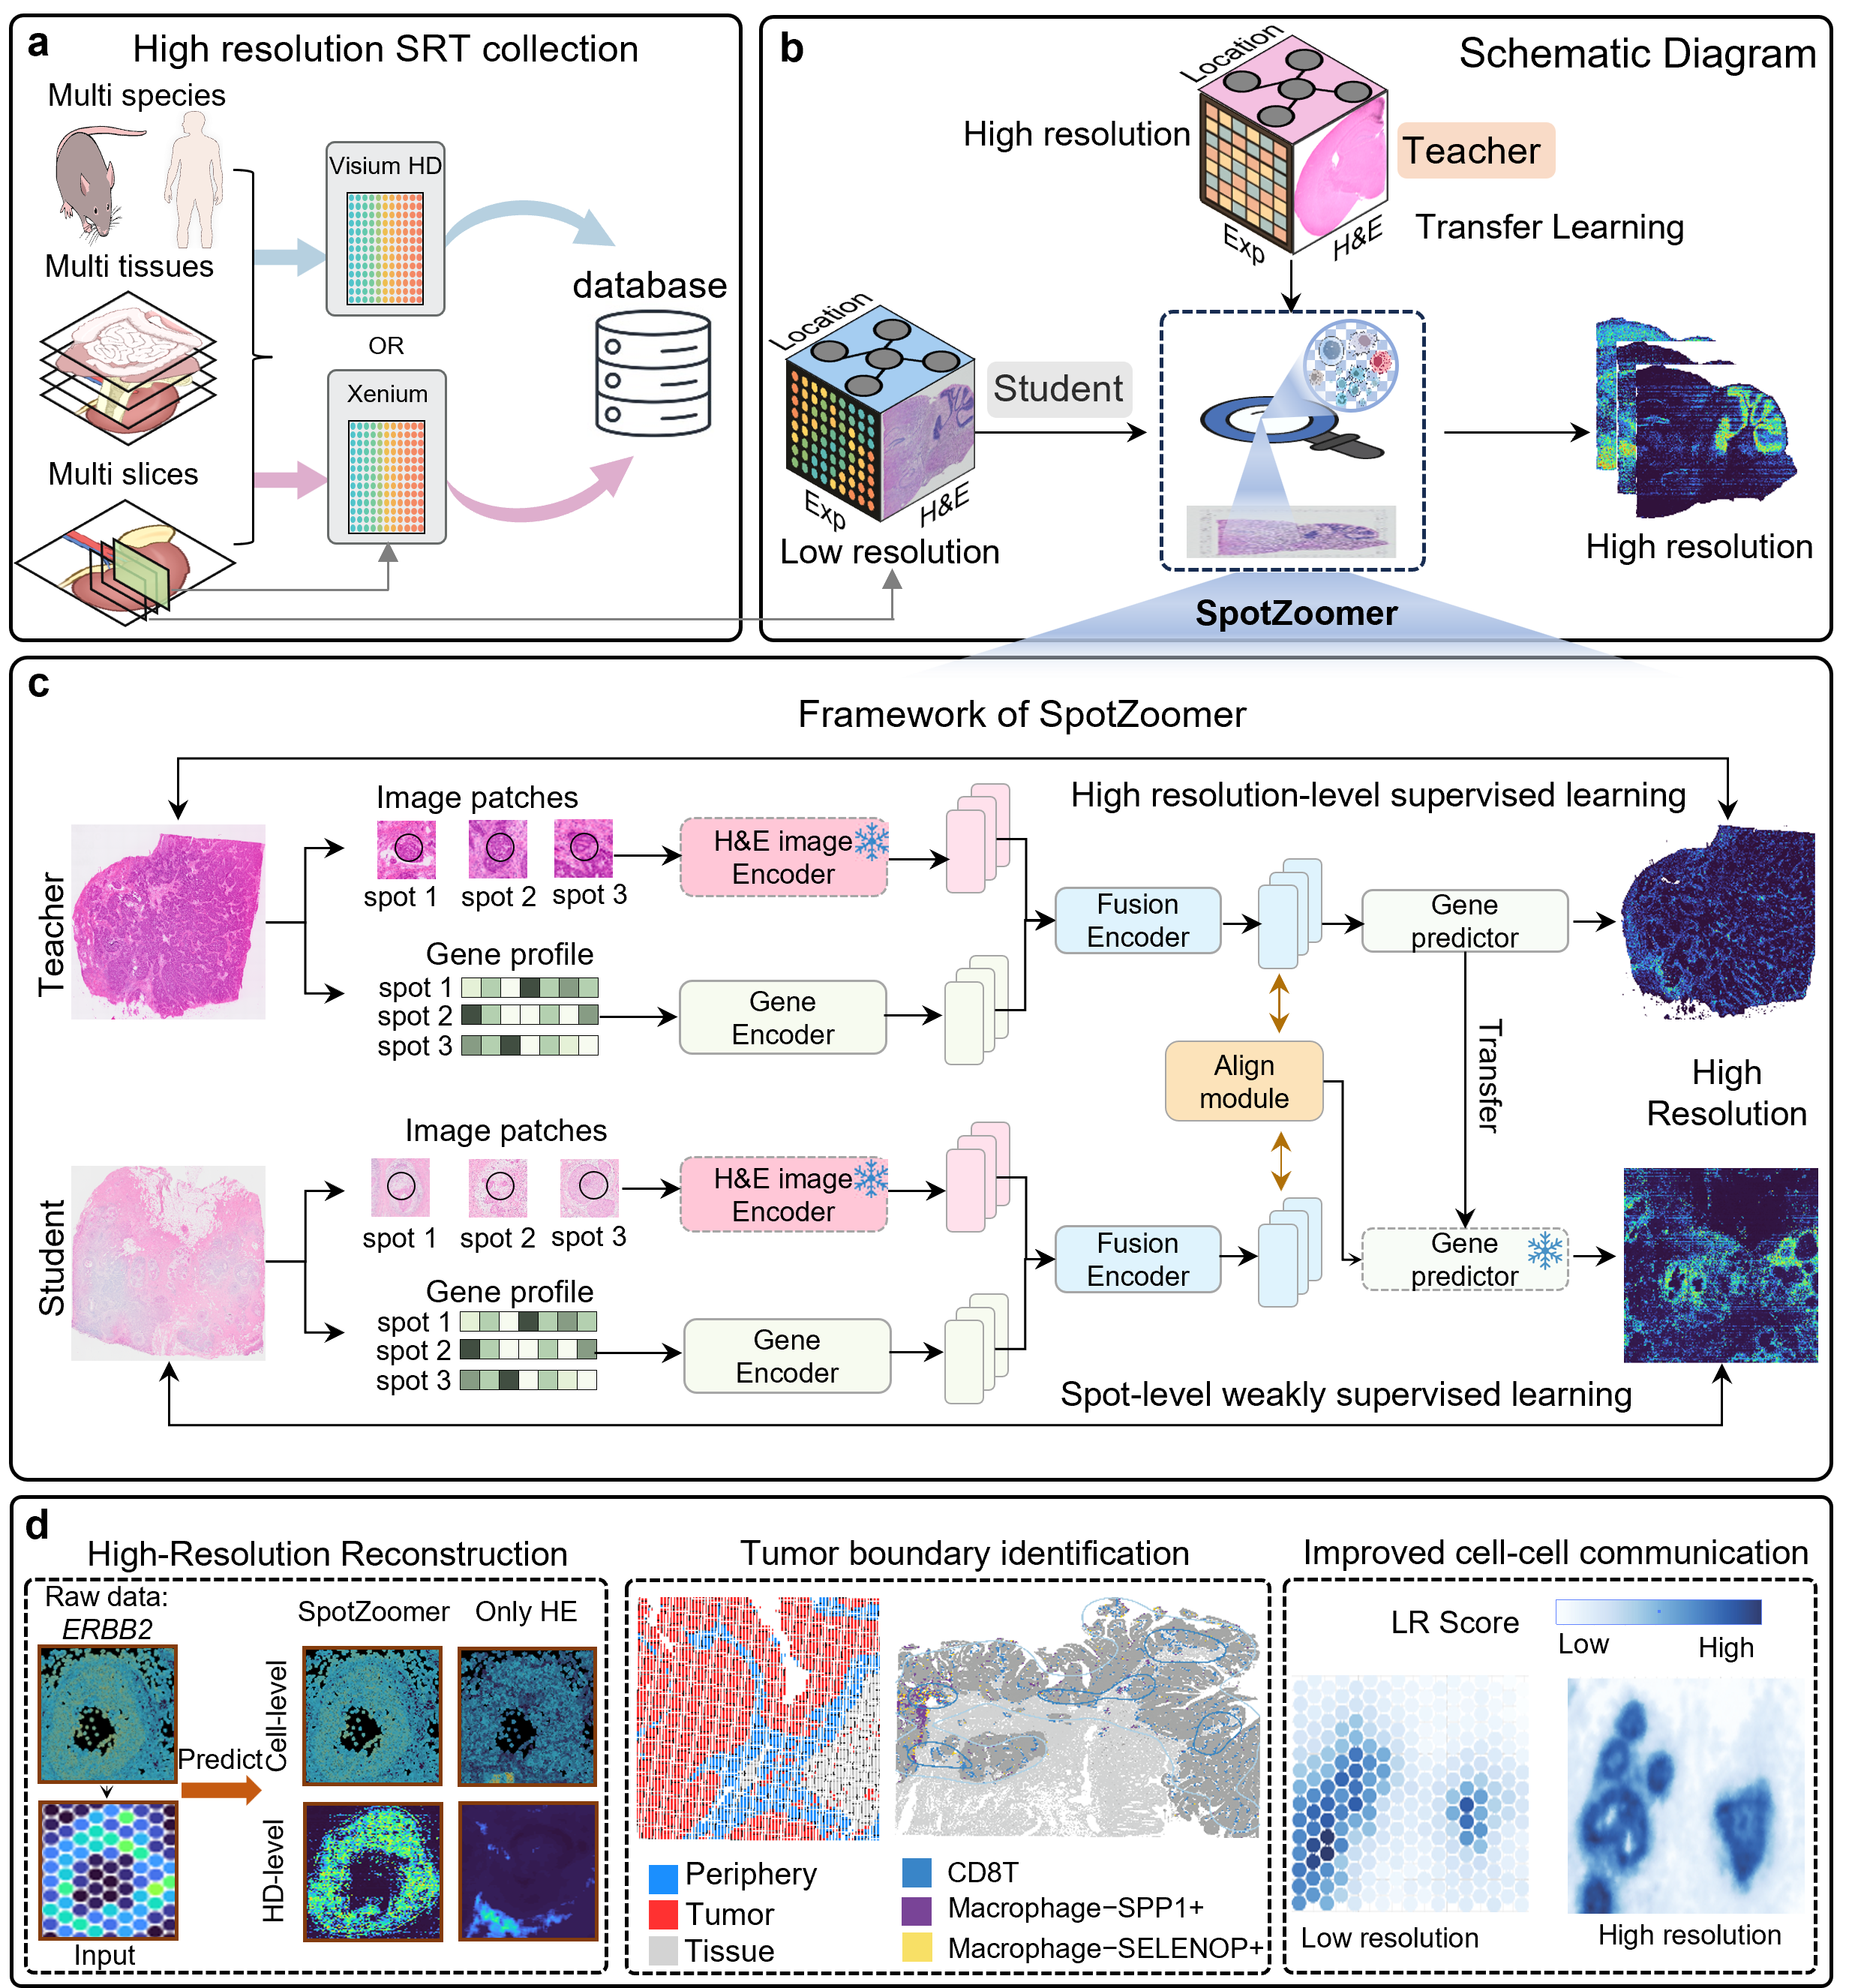 a
High resolution SRT collection
Multi species
Visium HD
Multi tissues
OR
database
Xenium
Multi slices
b
Schematic Diagram
Location
High resolution
Teacher
Exp
H&E
Transfer Learning
Location
Student
Exp
H&E
Low resolution
High resolution
SpotZoomer
c
Framework of SpotZoomer
Teacher
Image patches
spot 1
spot 2
spot 3
H&E image
Encoder
High resolution-level supervised learning
Gene profile
spot 1
spot 2
spot 3
Gene
Encoder
Fusion
Encoder
Gene
predictor
Align
module
Transfer
High
Resolution
Student
Image patches
spot 1
spot 2
spot 3
H&E image
Encoder
Gene profile
spot 1
spot 2
spot 3
Gene
Encoder
Fusion
Encoder
Gene
predictor
Spot-level weakly supervised learning
d
High-Resolution Reconstruction
Raw data:
ERBB2
SpotZoomer
Only HE
Cell-level
Predict
HD-level
Input
Tumor boundary identification
Periphery
Tumor
Tissue
CD8T
Macrophage−SPP1+
Macrophage−SELENOP+
Improved cell-cell communication
LR Score
Low
High
Low resolution
High resolution